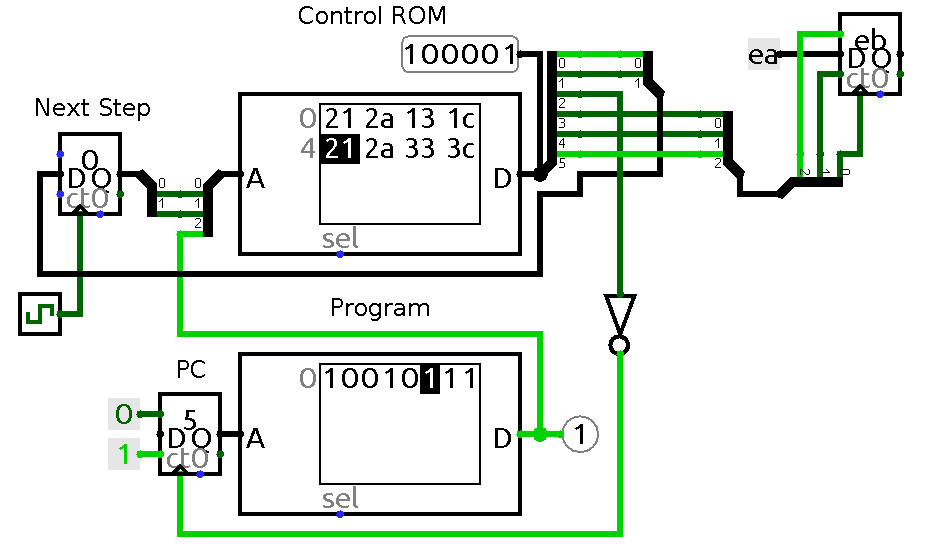 Control ROM
100001
ea
eb
D Q
ct0
0
1
2
3
4
5
0
1
0
1
2
2
1
0
Next Step
0
D Q
ct0
0
1
0
1
2
A
0 21 2a 13 1c
4 21 2a 33 3c
D
sel
Program
PC
0
1
5
D Q
ct0
A
0 10010111
D
1
sel